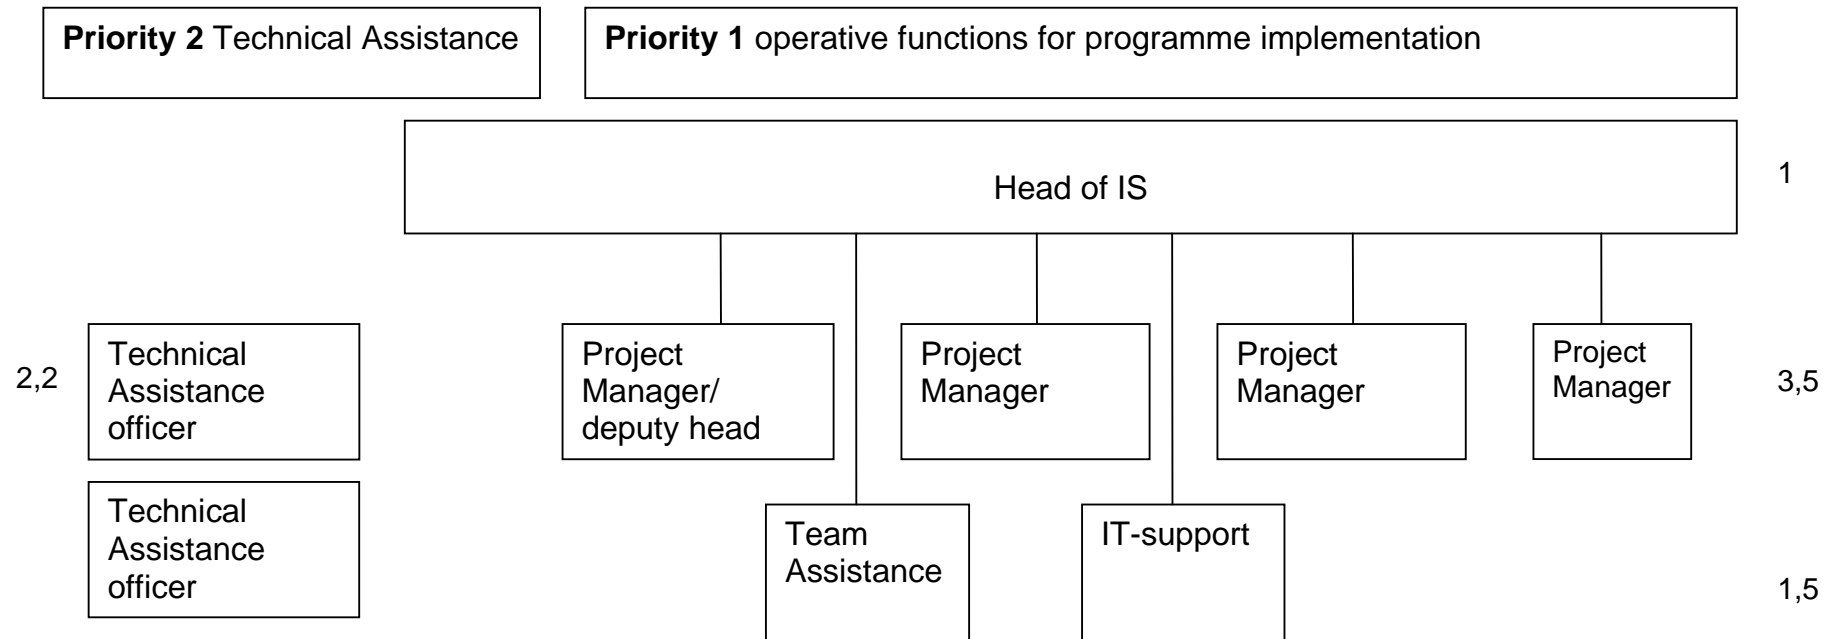 Priority 2 Technical Assistance
Priority 1 operative functions for programme implementation
Head of IS
1
2,2
Technical
Assistance
officer
Project
Manager/
deputy head
Project
Manager
Project
Manager
Project
Manager
3,5
Technical
Assistance
officer
Team
Assistance
IT-support
1,5